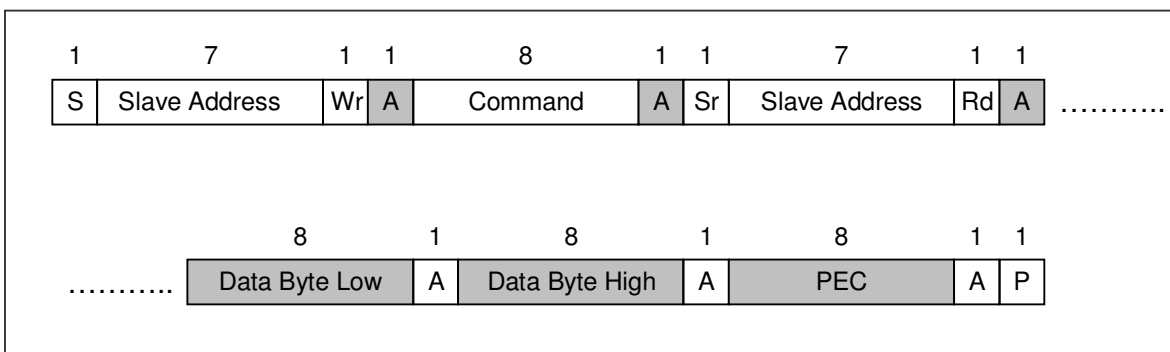 1 7 1 1 8 1 1 7 1 1
S Slave Address Wr A Command A Sr Slave Address Rd A ………..
8 1 8 1 8 1 1
……….. Data Byte Low A Data Byte High A PEC A P